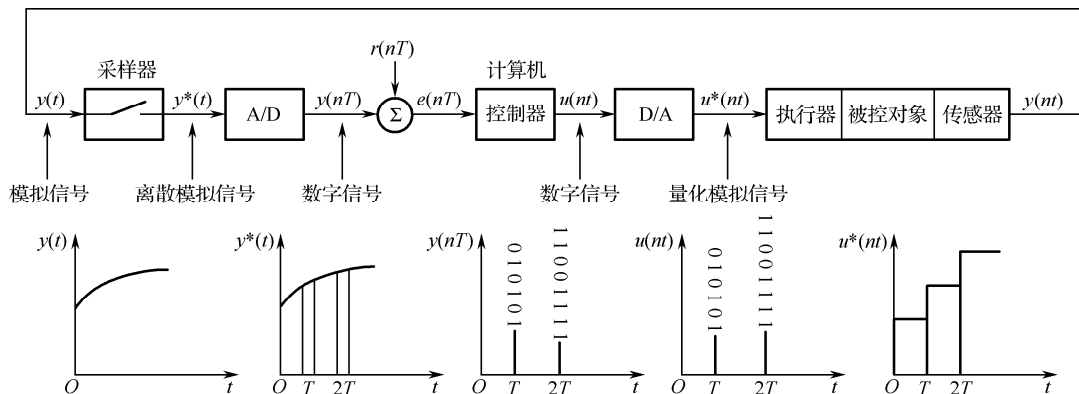 r(nT)
采样器 计算机
y(t) y*(t) y(nT) e(nT) u(nt) u*(nt) y(nt)
A/D Σ 控制器 D/A 执行器 被控对象 传感器
模拟信号 离散模拟信号 数字信号 数字信号 量化模拟信号
y(t) y*(t) y(nT) u(nt) u*(nt)
010101 110011111 010101 110011111
O t O T 2T t O T 2T t O T 2T t O T 2T t